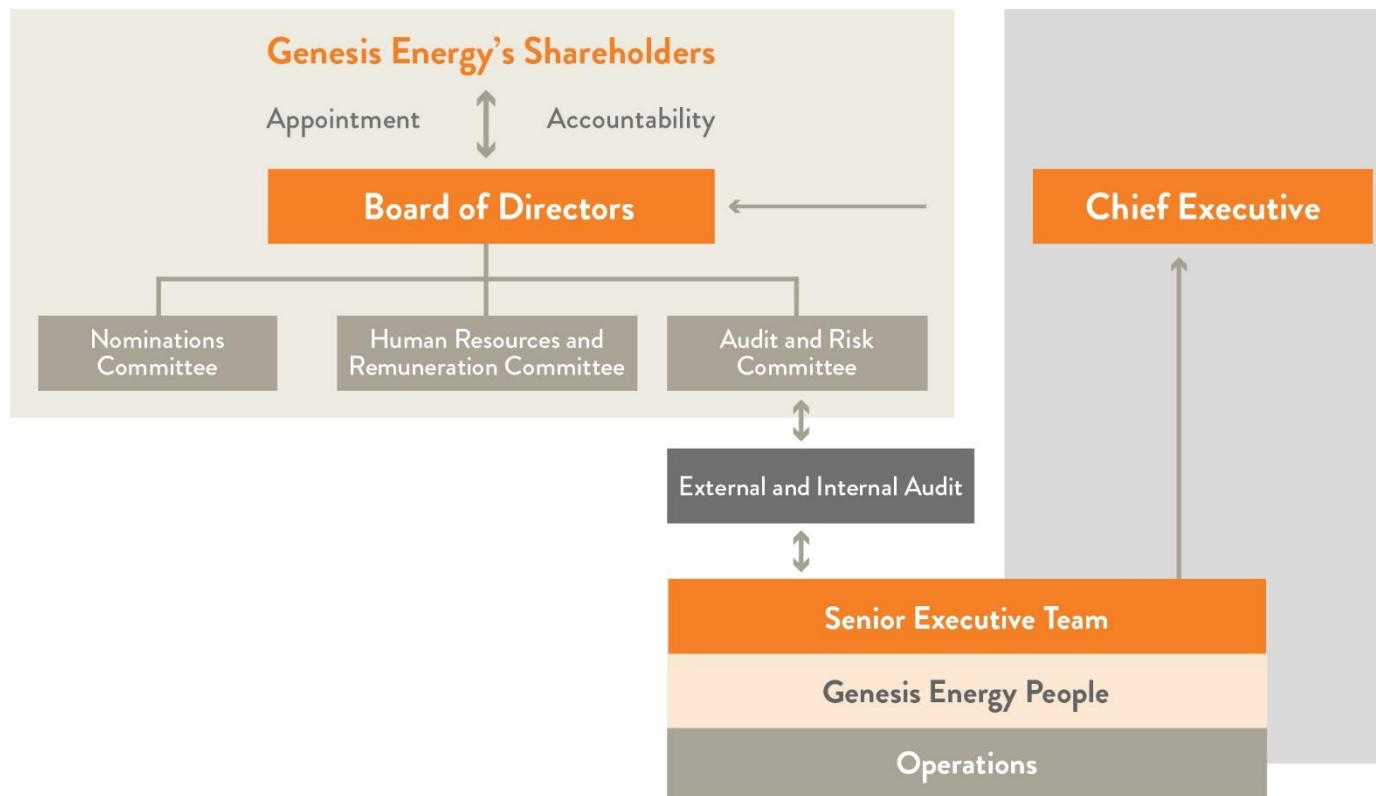 Genesis Energy’s Shareholders
Appointment
Accountability
Board of Directors
Chief Executive
Nominations
Committee
Human Resources and
Remuneration Committee
Audit and Risk
Committee
External and Internal Audit
Senior Executive Team
Genesis Energy People
Operations